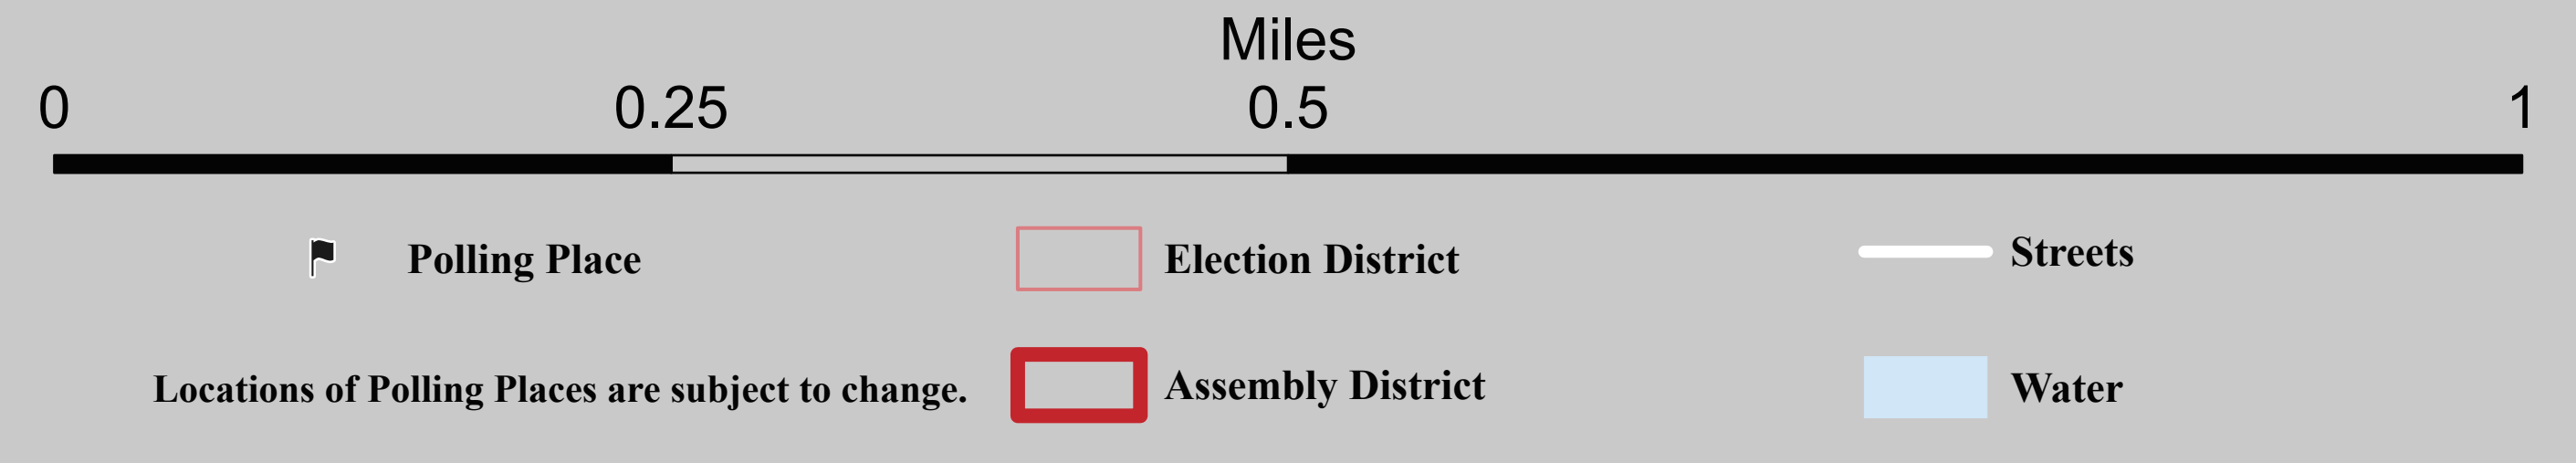 Miles
0 0.25 0.5 1
Polling Place
Election District
Streets
Locations of Polling Places are subject to change.
Assembly District
Water